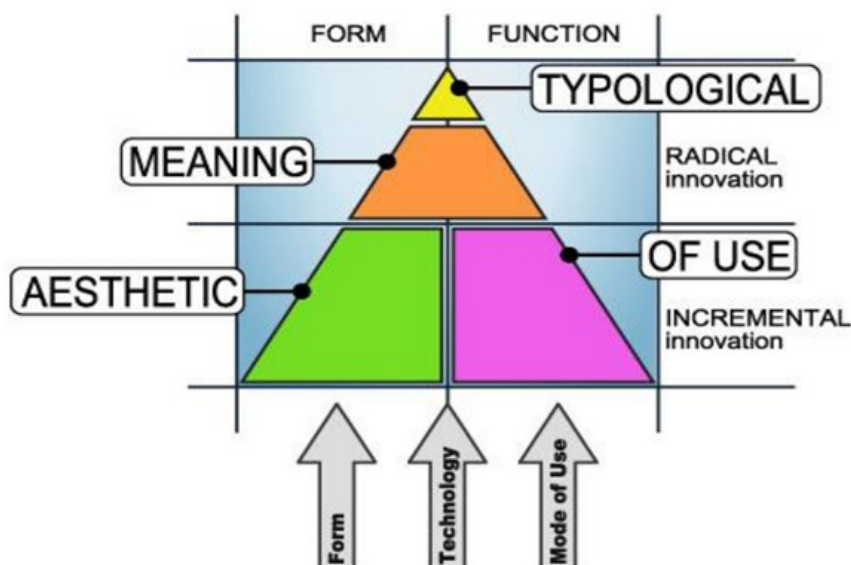 FORM
FUNCTION
TYPOLOGICAL
MEANING
RADICAL
innovation
OF USE
AESTHETIC
INCREMENTAL
innovation
Form
Technology
Mode of Use